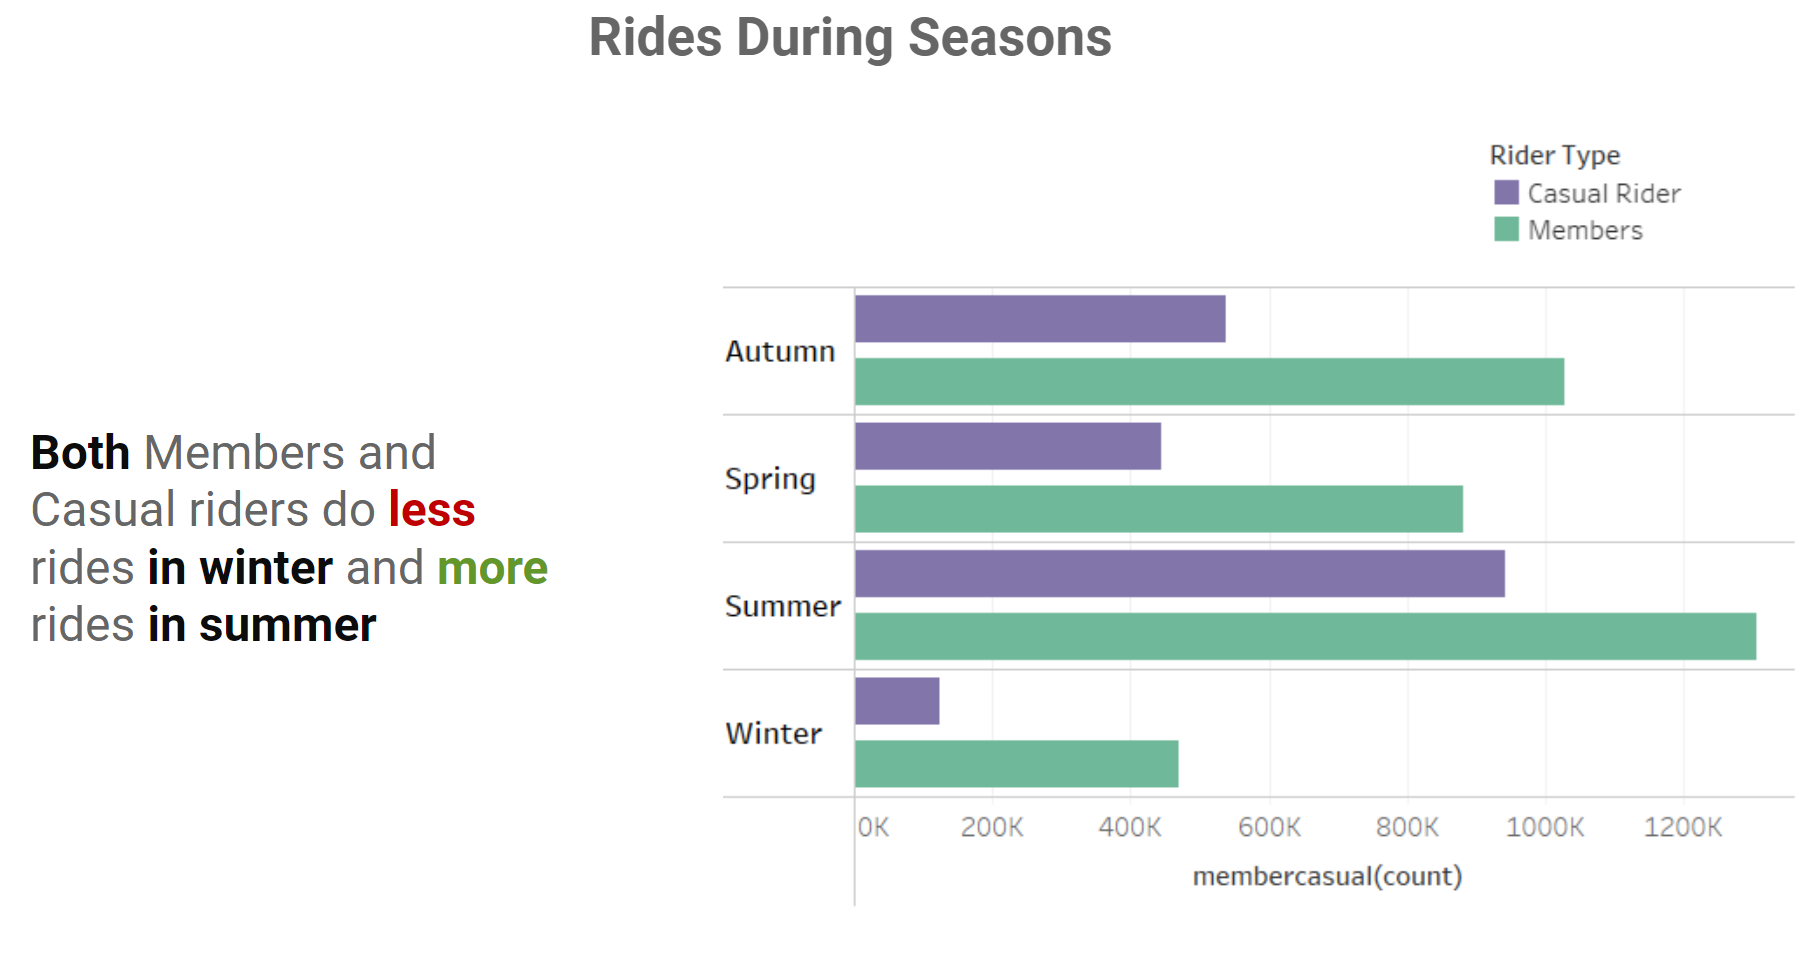 Rides During Seasons
Rider Type
Casual Rider
Members
Both Members and
Casual riders do less
rides in winter and more
rides in summer
Autumn
Spring
Summer
Winter
0K 200K 400K 600K 800K 1000K 1200K
membercasual(count)